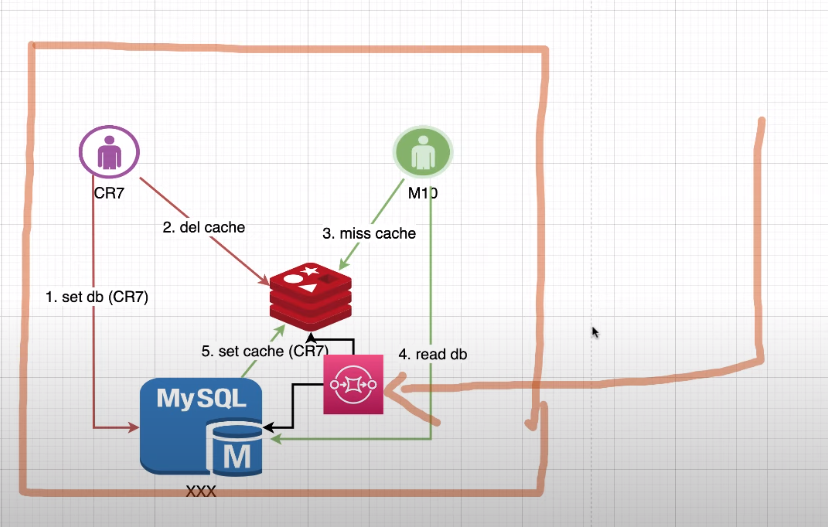 CR7
M10
2. del cache
3. miss cache
1. set db (CR7)
5. set cache (CR7)
4. read db
MySQL
M
XXX